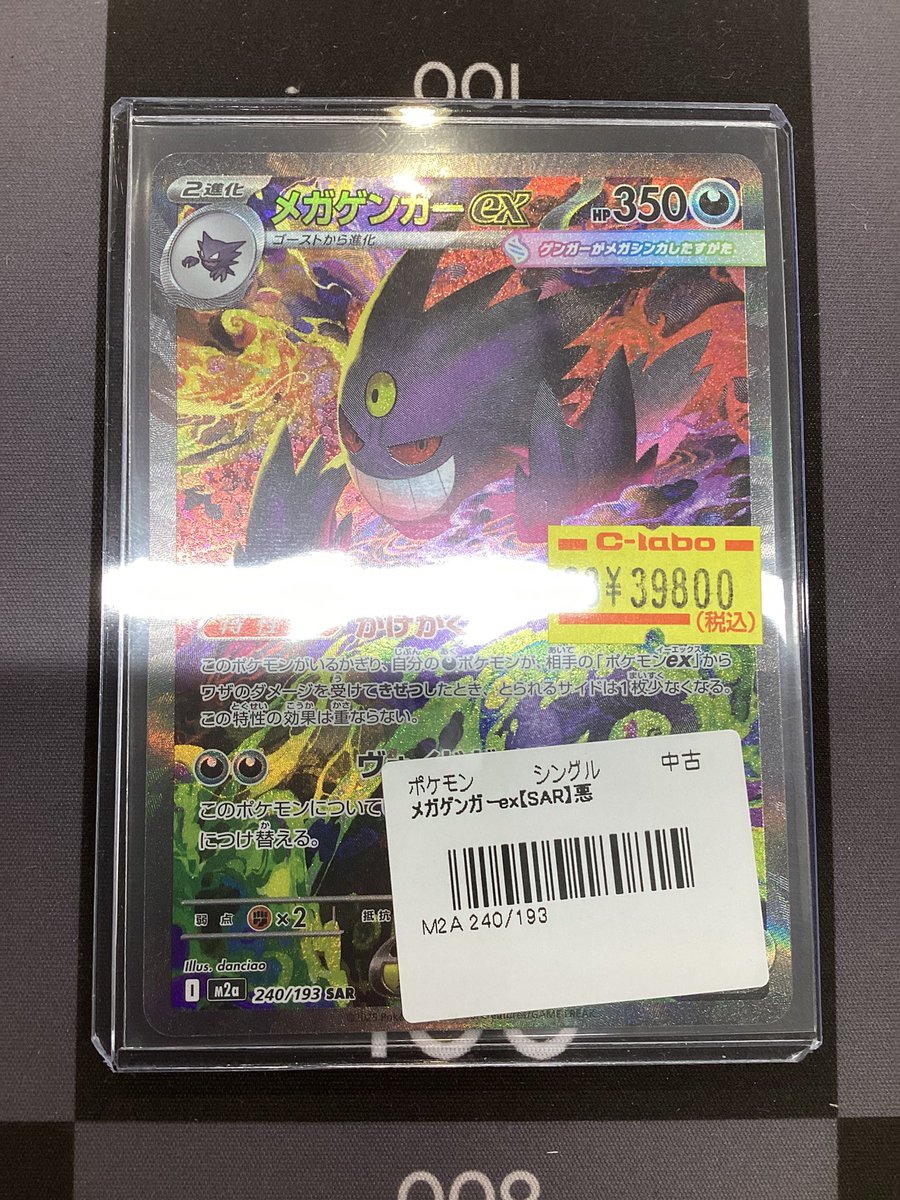 001
2進化
メガゲンガーex
HP350
ゴーストから進化
ゲンガーがメガシンカしたすがた
C-labo
¥39800
(税込)
特性
このポケモンがいるかぎり、自分のポケモンが、相手の「ポケモンex」から
ワザのダメージを受けてきぜつしたとき、とられるサイドは1枚少なくなる。
この特性の効果は重ならない。
このポケモンについて
につけ替える。
ポケモン シングル 中古
メガゲンガーex【SAR】悪
M2A 240/193
弱点 ×2 抵抗
Illus. danciao
I m2a 240/193 SAR
008